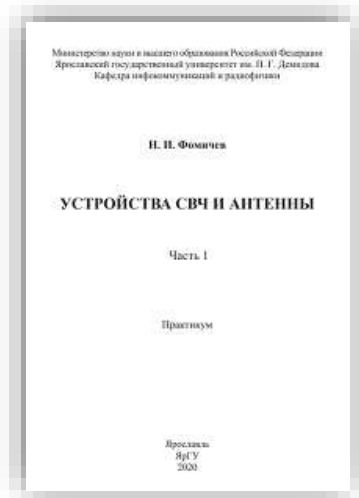 Министерство науки и высшего образования Российской Федерации
Ярославский государственный университет им. П. Г. Демидова
Кафедра инфокоммуникаций и радиофизики
Н. И. Фомичев
УСТРОЙСТВА СВЧ И АНТЕННЫ
Часть 1
Практикум
Ярославль
ЯрГУ
2020